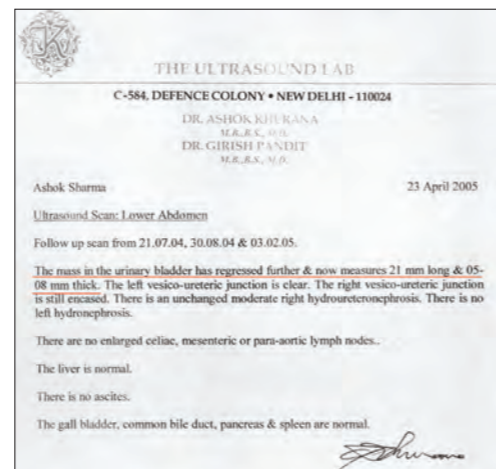 THE ULTRASOUND LAB
C-584, DEFENCE COLONY • NEW DELHI - 110024
DR. ASHOK KHURANA
M.B.,B.S., M.D.
DR. GIRISH PANDIT
M.B.,B.S., M.D.
Ashok Sharma 23 April 2005
Ultrasound Scan: Lower Abdomen
Follow up scan from 21.07.04, 30.08.04 & 03.02.05.
The mass in the urinary bladder has regressed further & now measures 21 mm long & 05-
08 mm thick. The left vesico-ureteric junction is clear. The right vesico-ureteric junction
is still encased. There is an unchanged moderate right hydroureteronephrosis. There is no
left hydronephrosis.
There are no enlarged celiac, mesenteric or para-aortic lymph nodes..
The liver is normal.
There is no ascites.
The gall bladder, common bile duct, pancreas & spleen are normal.